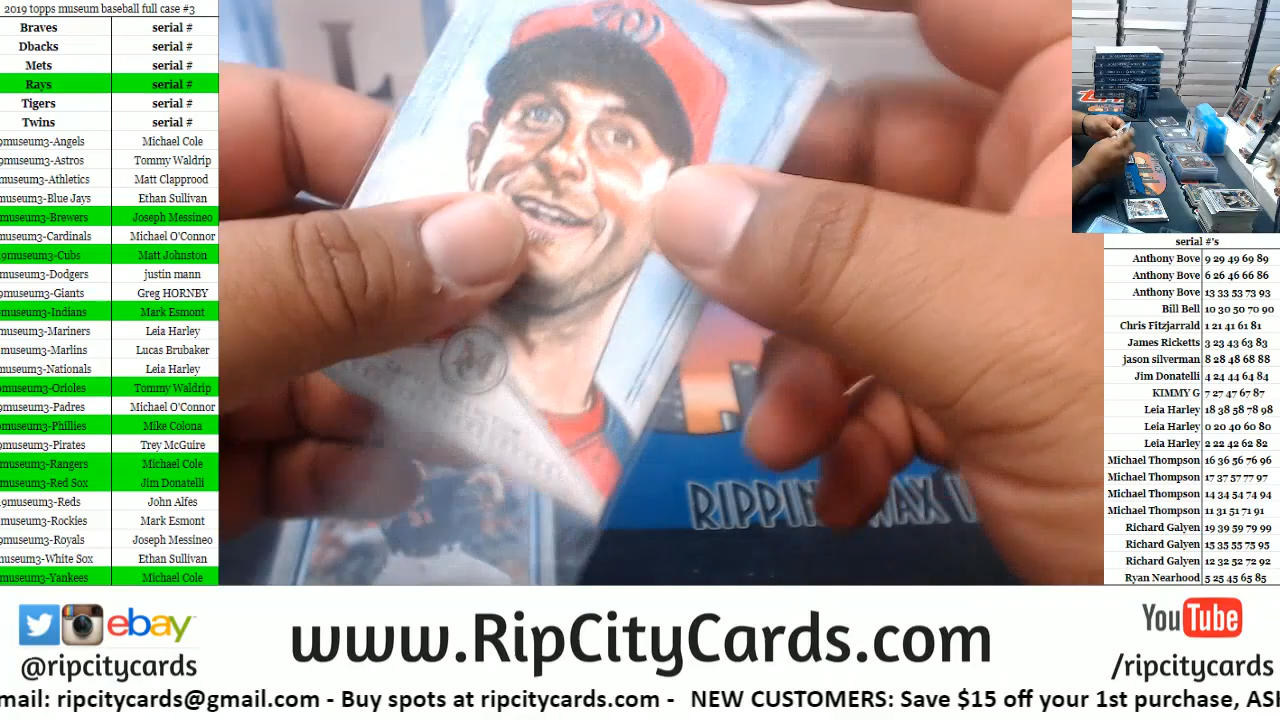 2019 topps museum baseball full case #3
Braves serial #
Dbacks serial #
Mets serial #
Rays serial #
Tigers serial #
Twins serial #
9museum3-Angels Michael Cole
9museum3-Astros Tommy Waldrip
museum3-Athletics Matt Clapprood
museum3-Blue Jays Ethan Sullivan
museum3-Brewers Joseph Messineo
museum3-Cardinals Michael O'Connor
9museum3-Cubs Matt Johnston
museum3-Dodgers justin mann
9museum3-Giants Greg HORNBY
museum3-Indians Mark Esmont
museum3-Mariners Leia Harley
museum3-Marlins Lucas Brubaker
museum3-Nationals Leia Harley
museum3-Orioles Tommy Waldrip
9museum3-Padres Michael O'Connor
museum3-Phillies Mike Colona
9museum3-Pirates Trey McGuire
museum3-Rangers Michael Cole
museum3-Red Sox Jim Donatelli
9museum3-Reds John Alfes
museum3-Rockies Mark Esmont
museum3-Royals Joseph Messineo
museum3-White Sox Ethan Sullivan
museum3-Yankees Michael Cole
W
RIPPIN WAX
serial #'s
Anthony Bove 9 29 49 69 89
Anthony Bove 6 26 46 66 86
Anthony Bove 13 33 53 73 93
Bill Bell 10 30 50 70 90
Chris Fitzjarrald 1 21 41 61 81
James Ricketts 3 23 43 63 83
jason silverman 8 28 48 68 88
Jim Donatelli 4 24 44 64 84
KIMMY G 7 27 47 67 87
Leia Harley 18 38 58 78 98
Leia Harley 0 20 40 60 80
Leia Harley 2 22 42 62 82
Michael Thompson 16 36 56 76 96
Michael Thompson 17 37 57 77 97
Michael Thompson 14 34 54 74 94
Michael Thompson 11 31 51 71 91
Richard Galyen 19 39 59 79 99
Richard Galyen 15 35 55 75 95
Richard Galyen 12 32 52 72 92
Ryan Nearhood 5 25 45 65 85
ebay
@ripcitycards
www.RipCityCards.com
YouTube
/ripcitycards
mail: ripcitycards@gmail.com - Buy spots at ripcitycards.com - NEW CUSTOMERS: Save $15 off your 1st purchase, AS